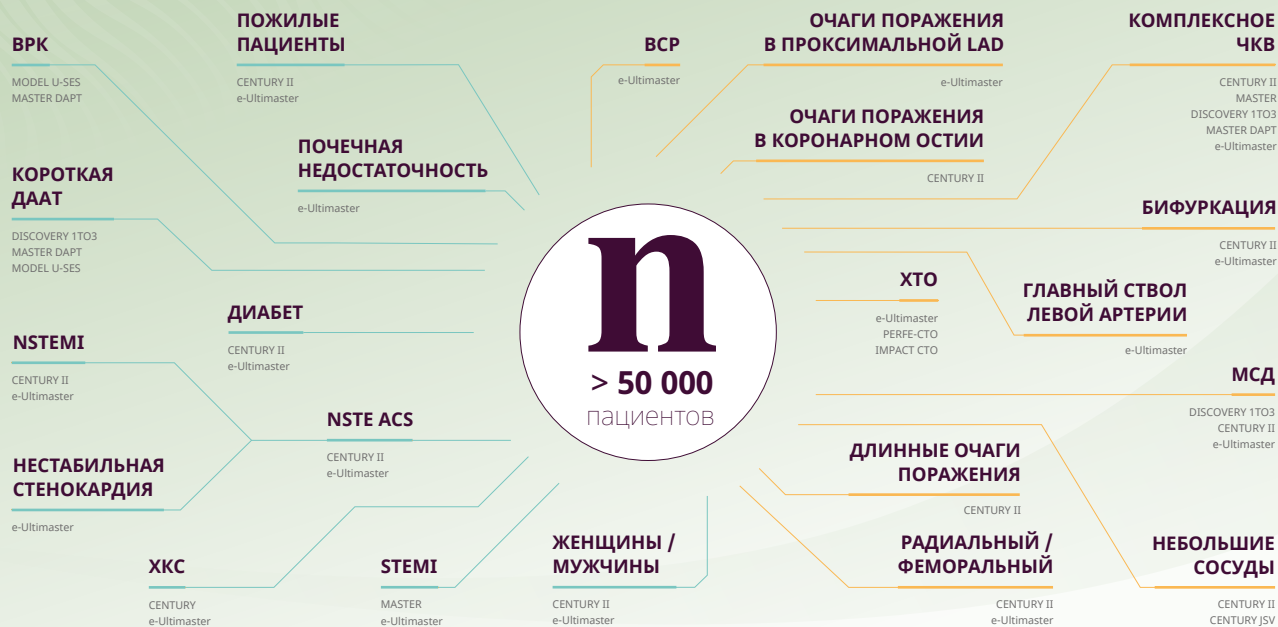 ВРК
MODEL U-SES
MASTER DAPT
ПОЖИЛЫЕ
ПАЦИЕНТЫ
CENTURY II
e-Ultimaster
ПОЧЕЧНАЯ
НЕДОСТАТОЧНОСТЬ
e-Ultimaster
КОРОТКАЯ
ДААТ
DISCOVERY 1TO3
MASTER DAPT
MODEL U-SES
ДИАБЕТ
CENTURY II
e-Ultimaster
NSTEMI
CENTURY II
e-Ultimaster
NSTE ACS
CENTURY II
e-Ultimaster
НЕСТАБИЛЬНАЯ
СТЕНОКАРДИЯ
e-Ultimaster
ХКС
CENTURY
e-Ultimaster
STEMI
MASTER
e-Ultimaster
ЖЕНЩИНЫ /
МУЖЧИНЫ
CENTURY II
e-Ultimaster
n
> 50 000
пациентов
ВСР
e-Ultimaster
ОЧАГИ ПОРАЖЕНИЯ
В ПРОКСИМАЛЬНОЙ LAD
e-Ultimaster
ОЧАГИ ПОРАЖЕНИЯ
В КОРОНАРНОМ ОСТИИ
CENTURY II
КОМПЛЕКСНОЕ
ЧКВ
CENTURY II
MASTER
DISCOVERY 1TO3
MASTER DAPT
e-Ultimaster
БИФУРКАЦИЯ
CENTURY II
e-Ultimaster
ХТО
e-Ultimaster
PERFE-CTO
IMPACT CTO
ГЛАВНЫЙ СТВОЛ
ЛЕВОЙ АРТЕРИИ
e-Ultimaster
МСД
DISCOVERY 1TO3
CENTURY II
e-Ultimaster
ДЛИННЫЕ ОЧАГИ
ПОРАЖЕНИЯ
CENTURY II
РАДИАЛЬНЫЙ /
ФЕМОРАЛЬНЫЙ
CENTURY II
e-Ultimaster
НЕБОЛЬШИЕ
СОСУДЫ
CENTURY II
CENTURY JSV